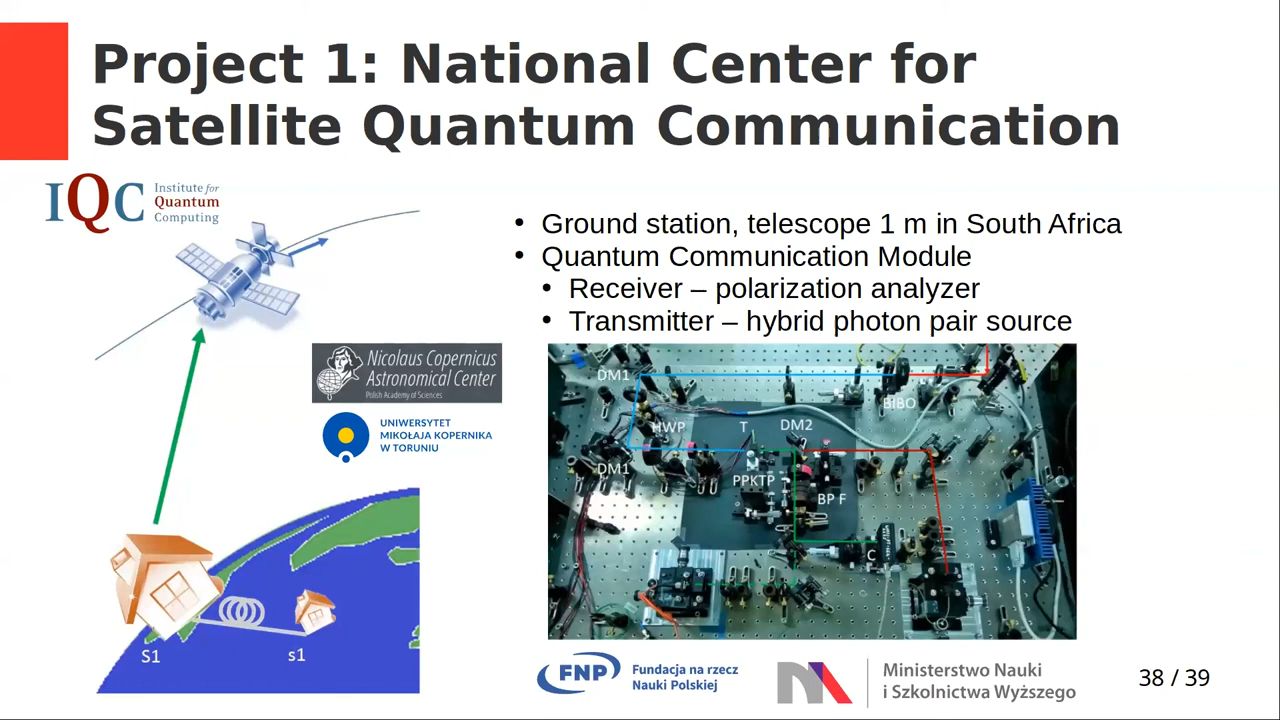 Project 1: National Center for
Satellite Quantum Communication
IQC Institute for
Quantum
Computing
• Ground station, telescope 1 m in South Africa
• Quantum Communication Module
• Receiver – polarization analyzer
• Transmitter – hybrid photon pair source
Nicolaus Copernicus
Astronomical Center
Polish Academy of Sciences
UNIWERSYTET
MIKOŁAJA KOPERNIKA
W TORUNIU
DM1
BIBO
HWP
T
DM2
DM1
PPKTP
BP F
C
S1
s1
FNP Fundacja na rzecz
Nauki Polskiej
Ministerstwo Nauki
i Szkolnictwa Wyższego
38 / 39